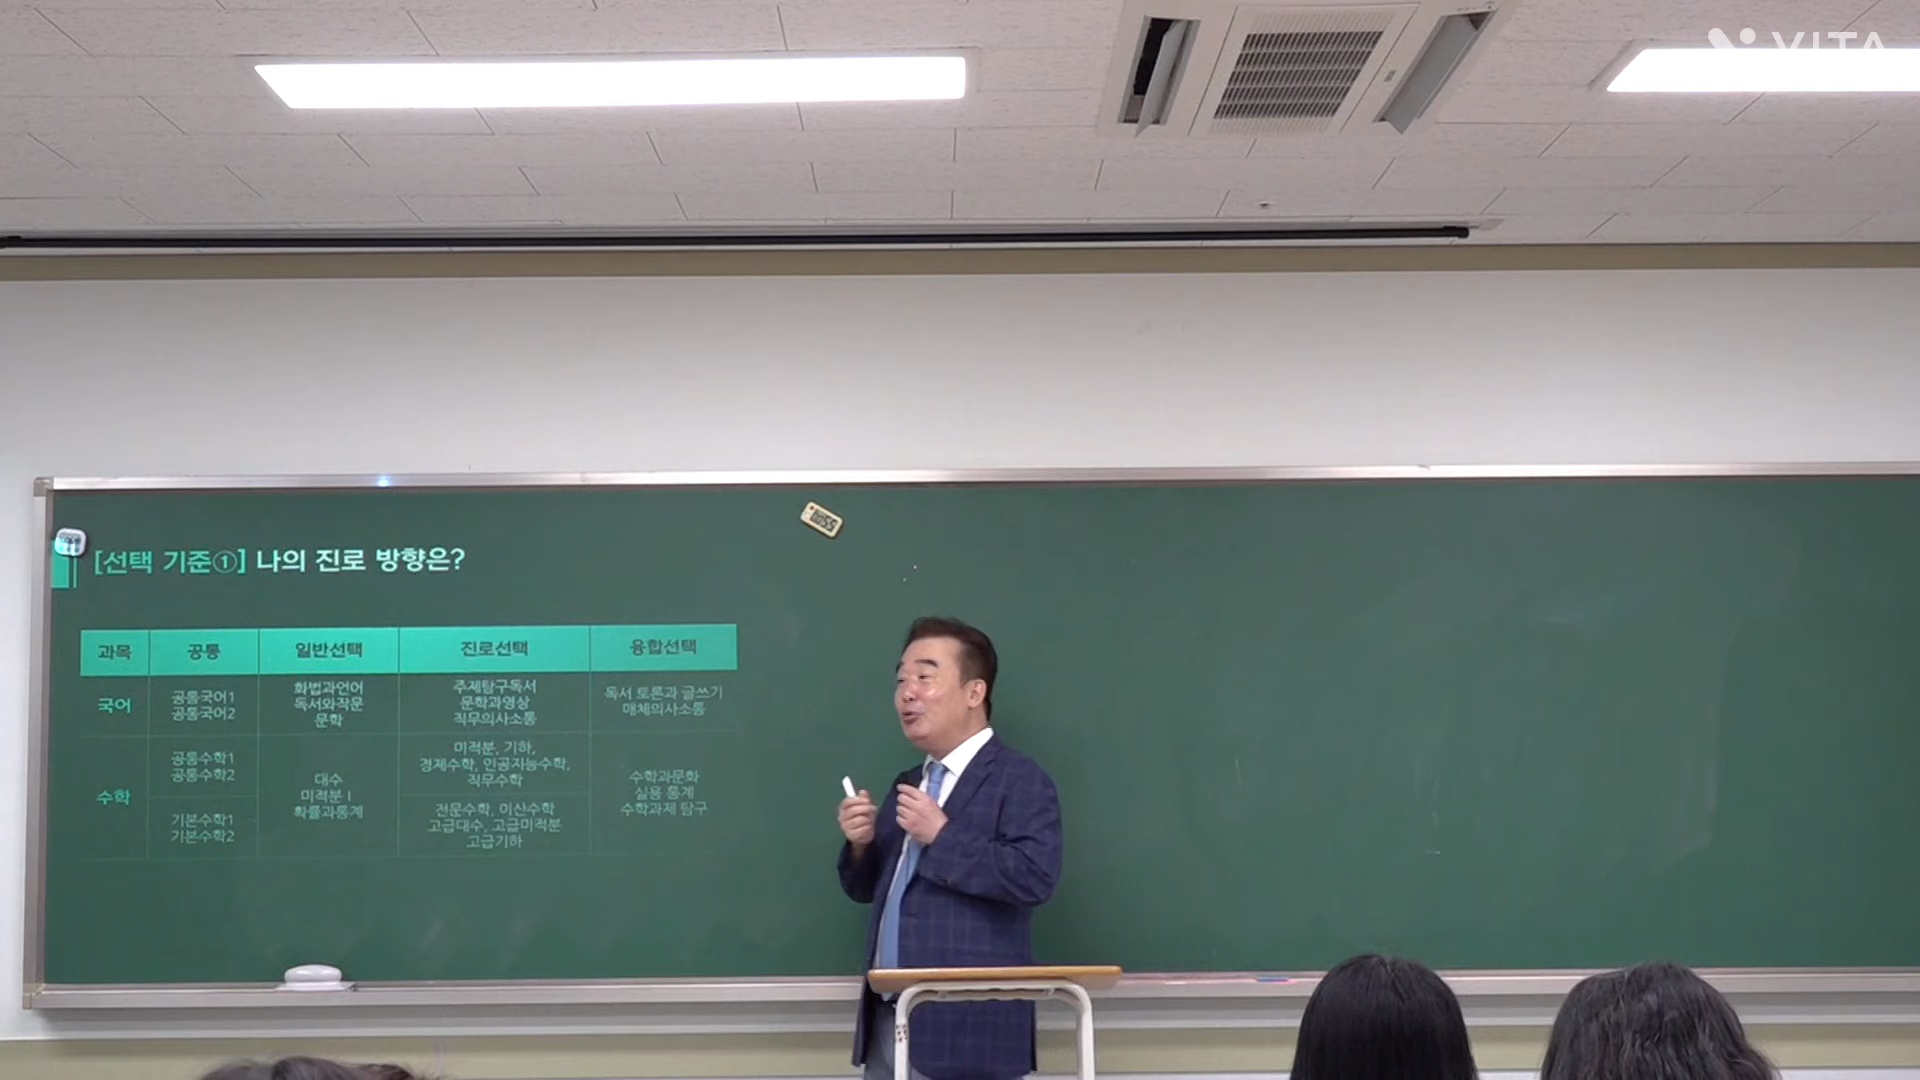 VITA
[선택 기준①] 나의 진로 방향은?
과목 공통 일반선택 진로선택 융합선택
국어
공통국어1
공통국어2
화법과언어
독서와작문
문학
주제탐구독서
문학과영상
직무의사소통
독서 토론과 글쓰기
매체의사소통
수학
공통수학1
공통수학2
기본수학1
기본수학2
대수
미적분 I
확률과통계
미적분, 기하,
경제수학, 인공지능수학,
직무수학
전문수학, 이산수학
고급대수, 고급미적분
고급기하
수학과문화
실용 통계
수학과제 탐구